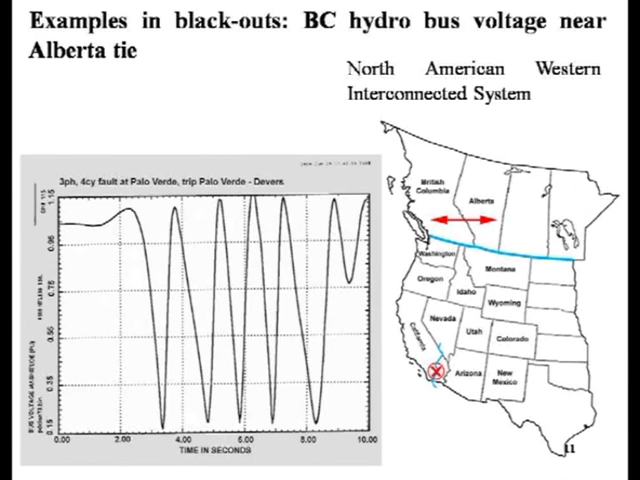 Examples in black-outs: BC hydro bus voltage near
Alberta tie
North American Western
Interconnected System
3ph, 4cy fault at Palo Verde, trip Palo Verde - Devers
1.15
0.95
0.75
0.55
0.35
0.15
0.00 2.00 4.00 6.00 8.00 10.00
TIME IN SECONDS
British
Columbia
Alberta
Washington
Montana
Oregon
Idaho
Wyoming
Nevada
California
Utah
Colorado
Arizona
New
Mexico
11